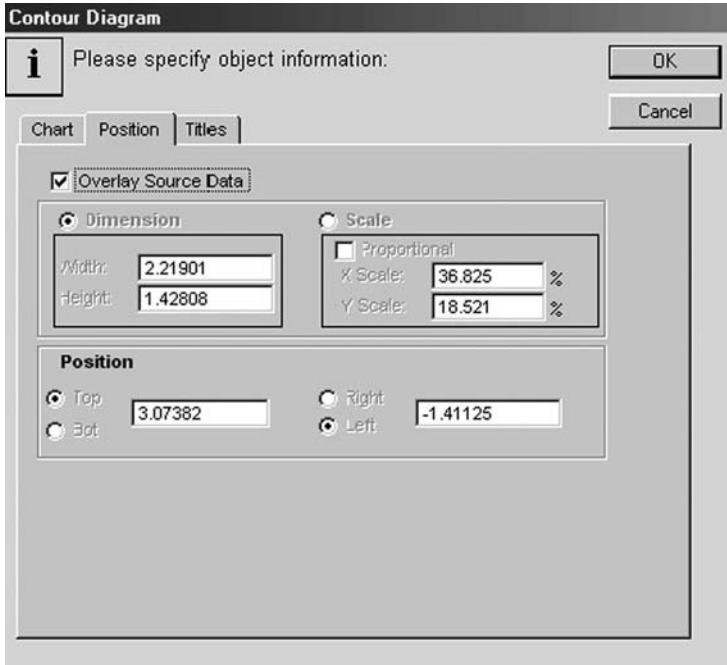 Contour Diagram
i Please specify object information:
OK
Cancel
Chart Position Titles
Overlay Source Data
Dimension Scale
Proportional
Width: 2.21901 X Scale: 36.825 %
Height: 1.42808 Y Scale: 18.521 %
Position
Top 3.07382 Right -1.41125
Bot Left